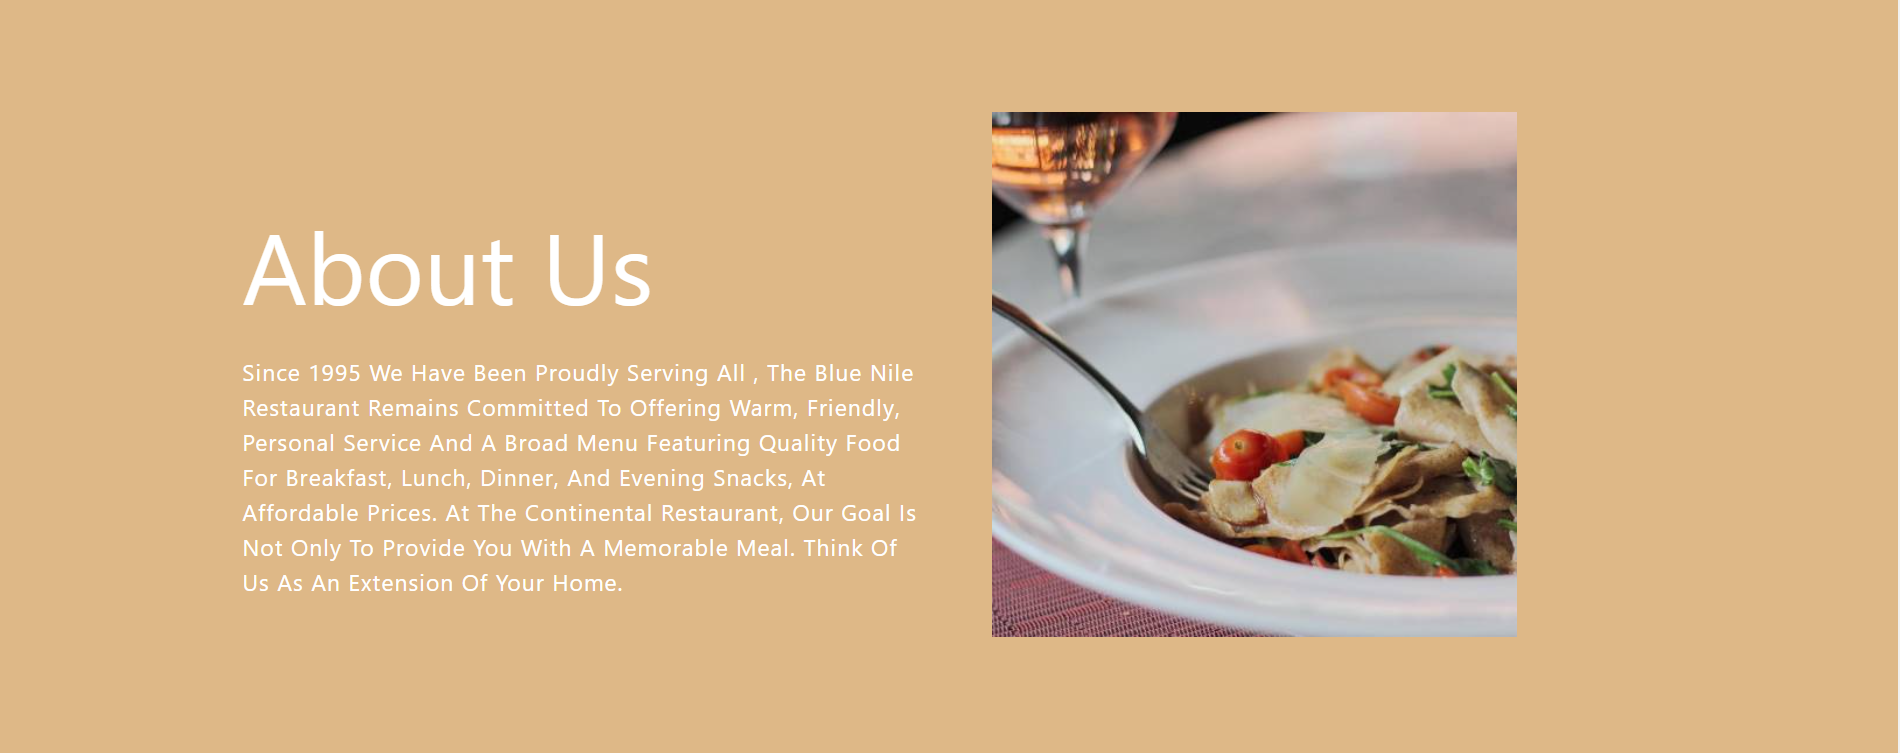 About Us
Since 1995 We Have Been Proudly Serving All , The Blue Nile
Restaurant Remains Committed To Offering Warm, Friendly,
Personal Service And A Broad Menu Featuring Quality Food
For Breakfast, Lunch, Dinner, And Evening Snacks, At
Affordable Prices. At The Continental Restaurant, Our Goal Is
Not Only To Provide You With A Memorable Meal. Think Of
Us As An Extension Of Your Home.